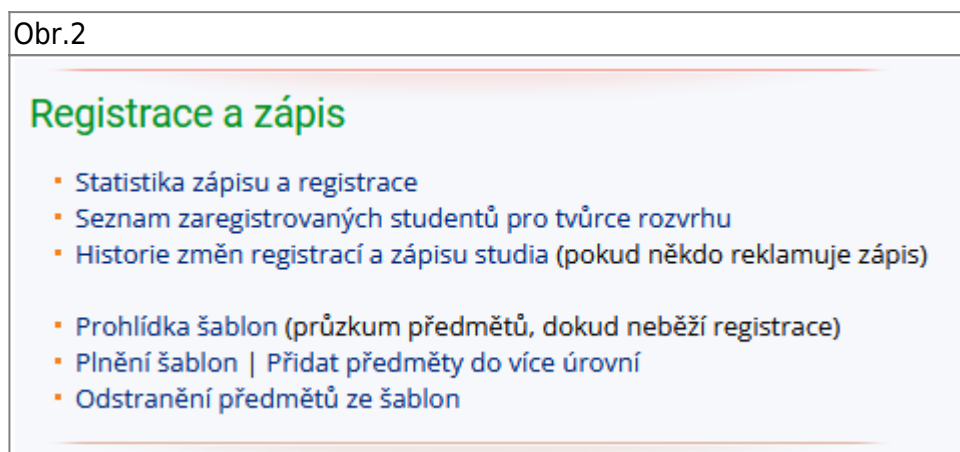 Obr.2
Registrace a zápis
Statistika zápisu a registrace
Seznam zaregistrovaných studentů pro tvůrce rozvrhu
Historie změn registrací a zápisu studia (pokud někdo reklamuje zápis)
Prohlídka šablon (průzkum předmětů, dokud neběží registrace)
Plnění šablon | Přidat předměty do více úrovní
Odstranění předmětů ze šablon